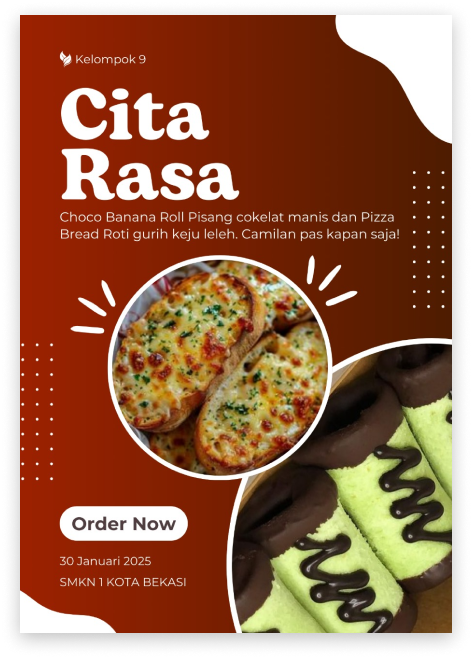 Kelompok 9
Cita
Rasa
Choco Banana Roll Pisang cokelat manis dan Pizza
Bread Roti gurih keju leleh. Camilan pas kapan saja!
Order Now
30 Januari 2025
SMKN 1 KOTA BEKASI